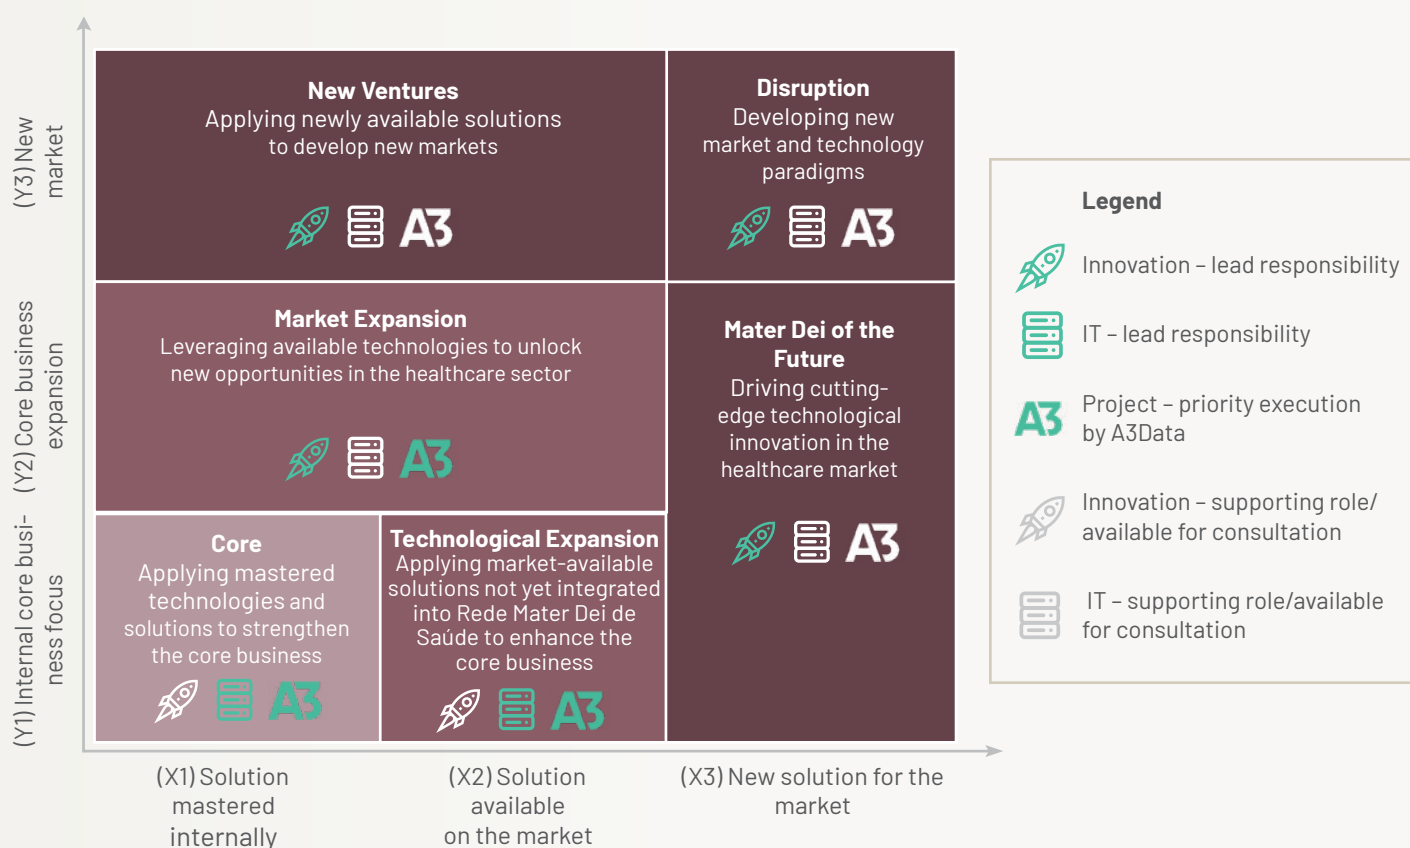 (Y3) New
market
New Ventures
Applying newly available solutions
to develop new markets
A3
Disruption
Developing new
market and technology
paradigms
A3
(Y2) Core business
expansion
Market Expansion
Leveraging available technologies to unlock
new opportunities in the healthcare sector
A3
Mater Dei of the
Future
Driving cutting-
edge technological
innovation in the
healthcare market
A3
(Y1) Internal core busi-
ness focus
Core
Applying mastered
technologies and
solutions to strengthen
the core business
A3
Technological Expansion
Applying market-available
solutions not yet integrated
into Rede Mater Dei de
Saúde to enhance the
core business
A3
(X1) Solution
mastered
internally
(X2) Solution
available
on the market
(X3) New solution for the
market
Legend
Innovation – lead responsibility
IT – lead responsibility
A3
Project – priority execution
by A3Data
Innovation – supporting role/
available for consultation
IT – supporting role/available
for consultation